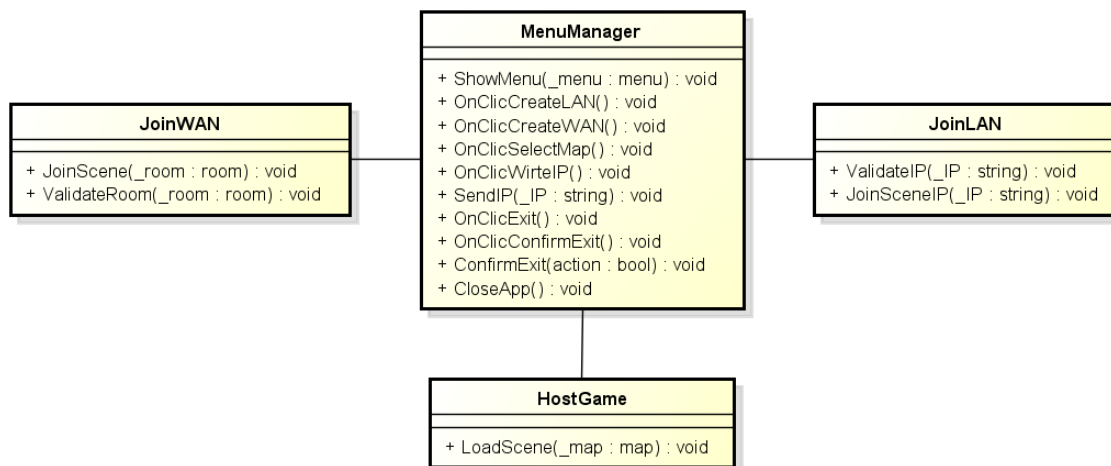 MenuManager
+ ShowMenu(_menu : menu) : void
+ OnClicCreateLAN() : void
+ OnClicCreateWAN() : void
+ OnClicSelectMap() : void
+ OnClicWirteIP() : void
+ SendIP(_IP : string) : void
+ OnClicExit() : void
+ OnClicConfirmExit() : void
+ ConfirmExit(action : bool) : void
+ CloseApp() : void
JoinWAN
+ JoinScene(_room : room) : void
+ ValidateRoom(_room : room) : void
JoinLAN
+ ValidateIP(_IP : string) : void
+ JoinSceneIP(_IP : string) : void
HostGame
+ LoadScene(_map : map) : void